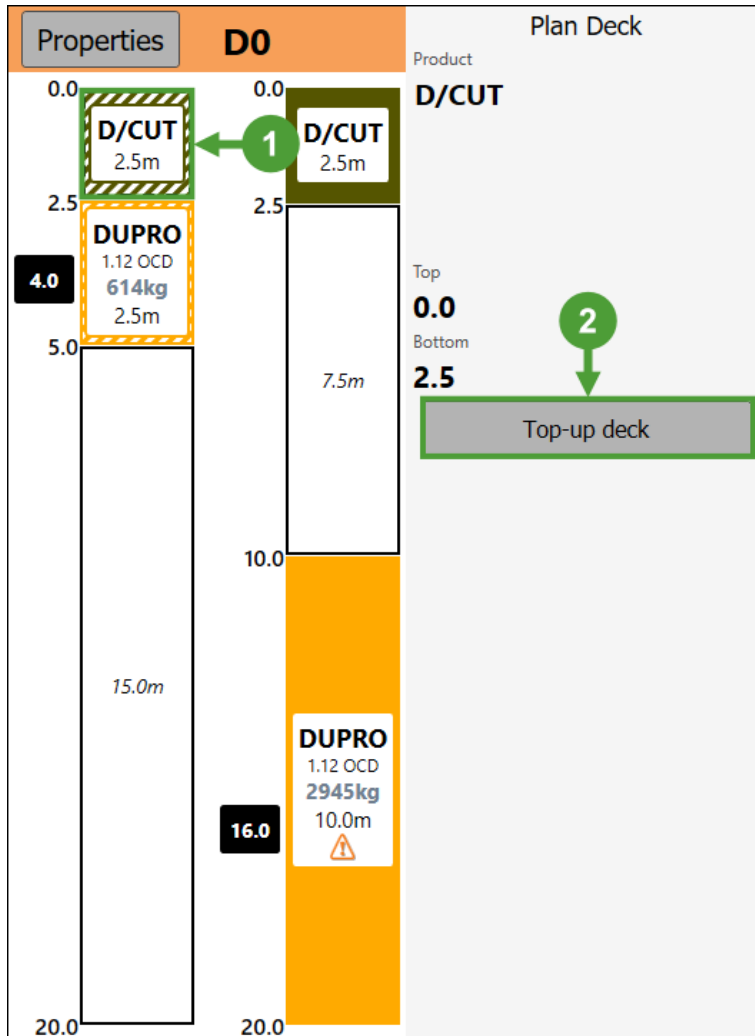 Properties
D0
Plan Deck
Product
D/CUT
0.0
D/CUT
2.5m
1
2.5
DUPRO
1.12 OCD
614kg
2.5m
4.0
5.0
15.0m
20.0
0.0
D/CUT
2.5m
2.5
7.5m
10.0
DUPRO
1.12 OCD
2945kg
10.0m
16.0
20.0
Top
0.0
Bottom
2.5
2
Top-up deck